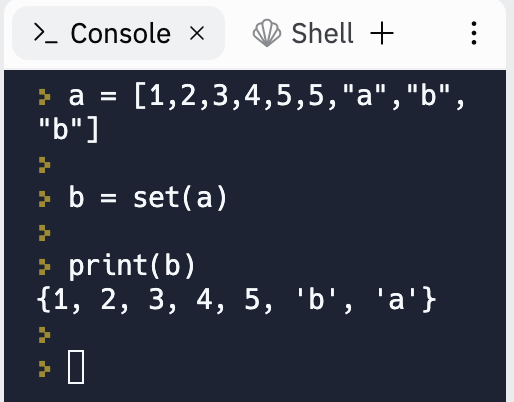 >_ Console × Shell +
a = [1,2,3,4,5,5,"a","b",
"b"]
b = set(a)
print(b)
{1, 2, 3, 4, 5, 'b', 'a'}